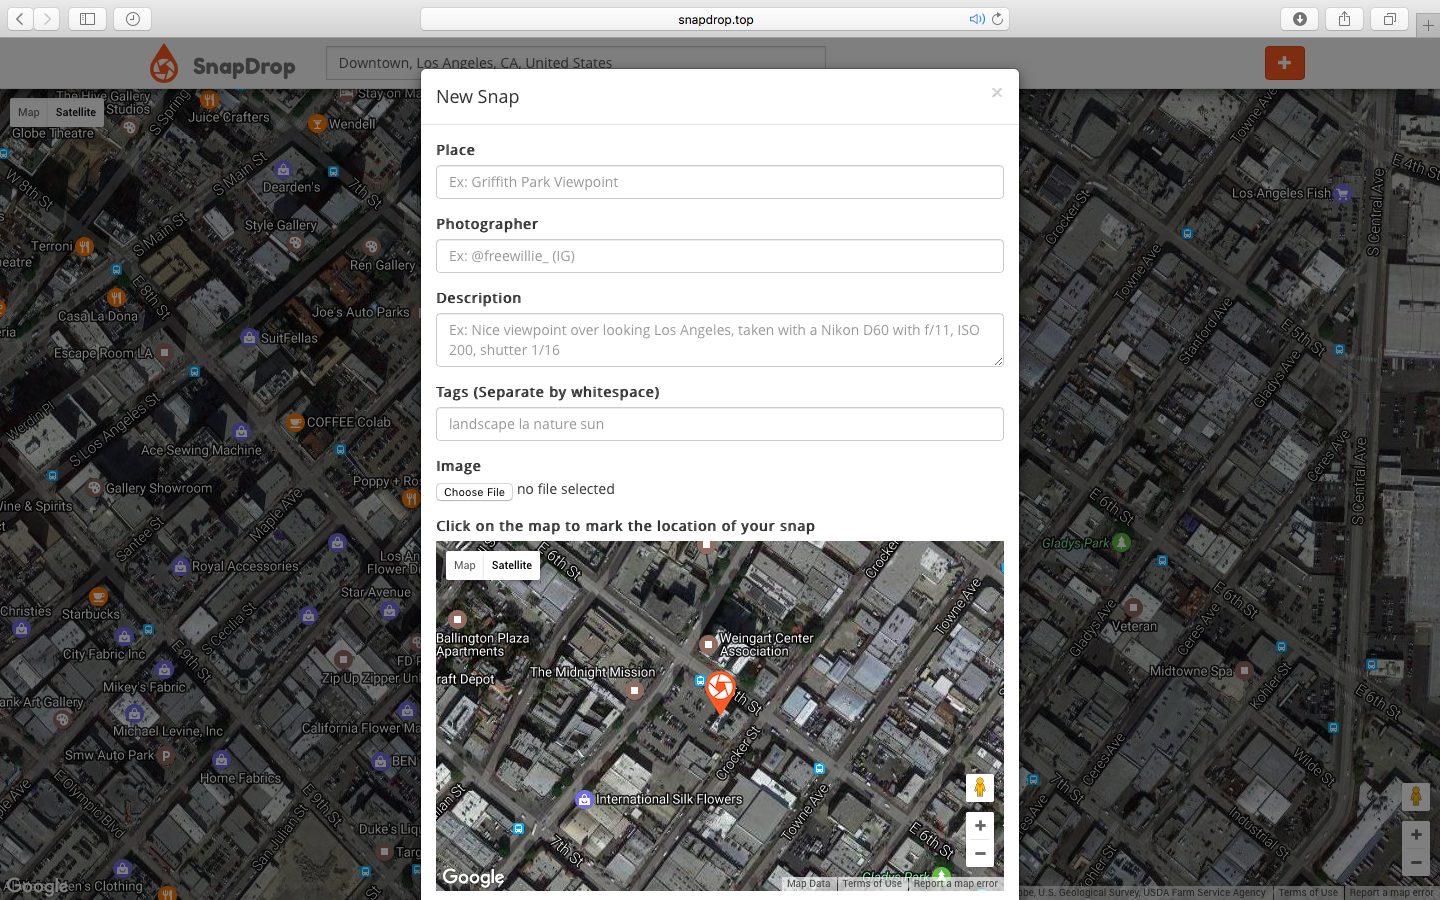 snapdrop.top
SnapDrop
Downtown, Los Angeles, CA, United States
New Snap
×
Place
Ex: Griffith Park Viewpoint
Photographer
Ex: @freewillie_ (IG)
Description
Ex: Nice viewpoint over looking Los Angeles, taken with a Nikon D60 with f/11, ISO
200, shutter 1/16
Tags (Separate by whitespace)
landscape la nature sun
Image
Choose File no file selected
Click on the map to mark the location of your snap
Map Satellite
E 6th St
Crocker
Towne Ave
Ballington Plaza
Apartments
Weingart Center
Association
The Midnight Mission
raft Depot
Crocker St
International Silk Flowers
Towne Ave
7th St
E 6th St
Gladys Park
Google
Map Data
Terms of Use
Report a map error
Map Satellite
The Hive Gallery
Studios
Globe Theatre
S Spring
Juice Crafters
Stay on Ma
Wendell
W 8th St
S Main St
Dearden's
7th St
Style Gallery
S Main St
Terroni
eatre
Ren Gallery
E 8th St
Casa La Dona
Joe's Auto Parks
SuitFellas
Escape Room LA
Werdin Pl
S Los Angeles St
COFFEE Colab
Ace Sewing Machine
Gallery Showroom
Poppy + Ros
Wine & Spirits
Maple Ave
Santee St
Los An
Flower Di
Royal Accessories
Star Avenue
Christies
Starbucks
S Cecilia St
City Fabric Inc
E 9th St
FD F
Zip Up Zipper Unl
Mikey's Fabric
ank Art Gallery
Michael Levine, Inc
California Flower Ma
Smw Auto Park
BEN
Home Fabrics
E Olympic Blvd
E 9th St
Duke's Liqu
San Julian St
Targ
en's Clothing
Google
Towne Ave
E 4th St
Los Angeles Fish
S Central Ave
Crocker St
Towne Ave
Stanford Ave
E 5th St
Gladys Ave
Ceres Ave
S Central Ave
E 6th St
Gladys Park
Gladys Ave
Veteran
Ceres Ave
E 6th St
Midtowne Spa
Kohler St
E 6th St
Ceres Ave
Wilde St
7th St
Industrial St
obe, U.S. Geological Survey, USDA Farm Service Agency
Terms of Use
Report a map error